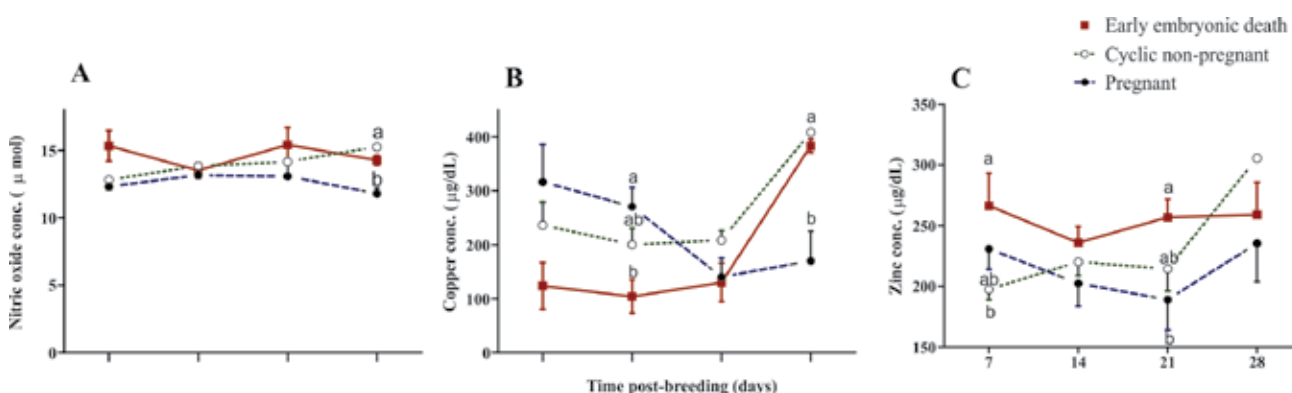 Early embryonic death
Cyclic non-pregnant
Pregnant
A
Nitric oxide conc. ( μ mol)
15
10
5
0
a
b
B
Copper conc. ( μg/dL)
400
300
200
100
0
a
ab
b
a
b
C
Zinc conc. (μg/dL)
300
250
200
150
a
ab
b
a
ab
b
a
7 14 21 28
Time post-breeding (days)